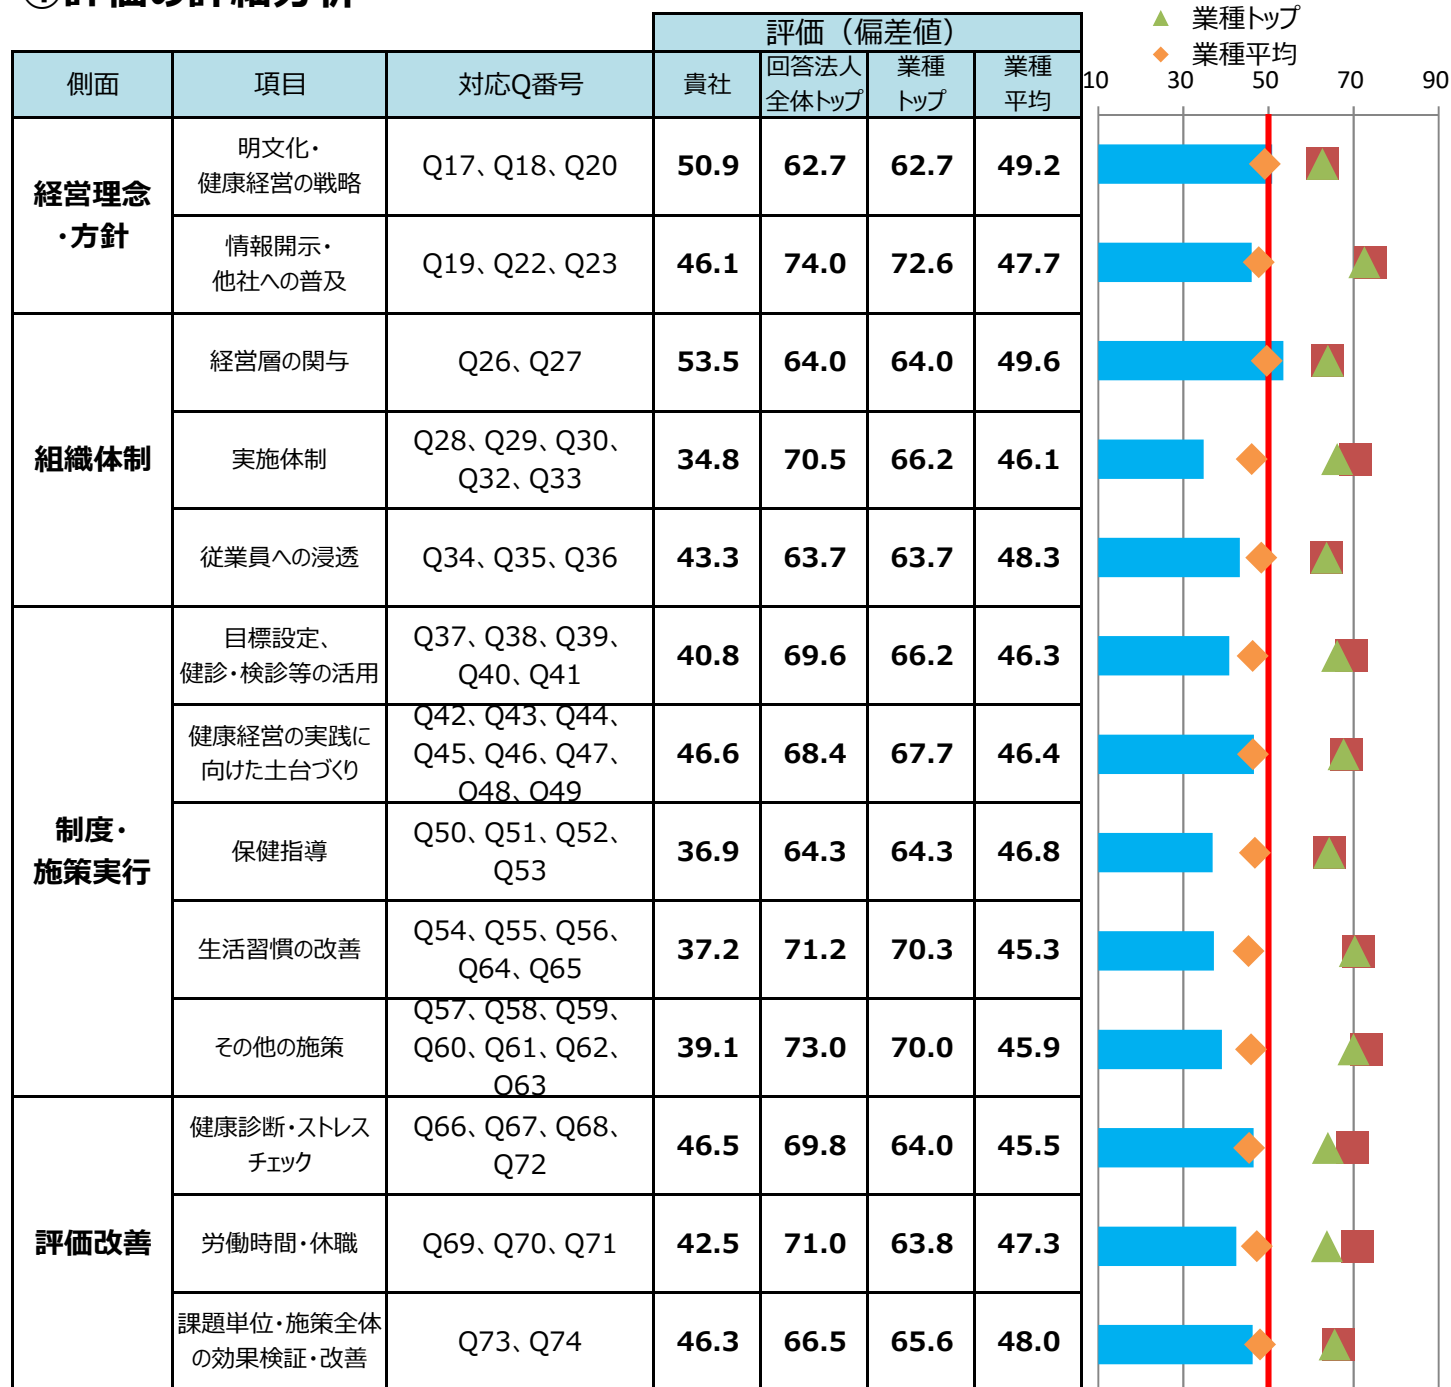 ①評価の詳細分析
▲ 業種トップ
◆ 業種平均
評価（偏差値）
側面 項目 対応Q番号 貴社 回答法人 業種 業種
全体トップ トップ 平均
10 30 50 70 90
経営理念
・方針
明文化・
健康経営の戦略
Q17、Q18、Q20 50.9 62.7 62.7 49.2
情報開示・
他社への普及
Q19、Q22、Q23 46.1 74.0 72.6 47.7
組織体制
経営層の関与 Q26、Q27 53.5 64.0 64.0 49.6
実施体制
Q28、Q29、Q30、
Q32、Q33
34.8 70.5 66.2 46.1
従業員への浸透 Q34、Q35、Q36 43.3 63.7 63.7 48.3
制度・
施策実行
目標設定、
健診・検診等の活用
Q37、Q38、Q39、
Q40、Q41
40.8 69.6 66.2 46.3
健康経営の実践に
向けた土台づくり
Q42、Q43、Q44、
Q45、Q46、Q47、
Q48、Q49
46.6 68.4 67.7 46.4
保健指導
Q50、Q51、Q52、
Q53
36.9 64.3 64.3 46.8
生活習慣の改善
Q54、Q55、Q56、
Q64、Q65
37.2 71.2 70.3 45.3
その他の施策
Q57、Q58、Q59、
Q60、Q61、Q62、
Q63
39.1 73.0 70.0 45.9
評価改善
健康診断・ストレス
チェック
Q66、Q67、Q68、
Q72
46.5 69.8 64.0 45.5
労働時間・休職 Q69、Q70、Q71 42.5 71.0 63.8 47.3
課題単位・施策全体
の効果検証・改善
Q73、Q74 46.3 66.5 65.6 48.0